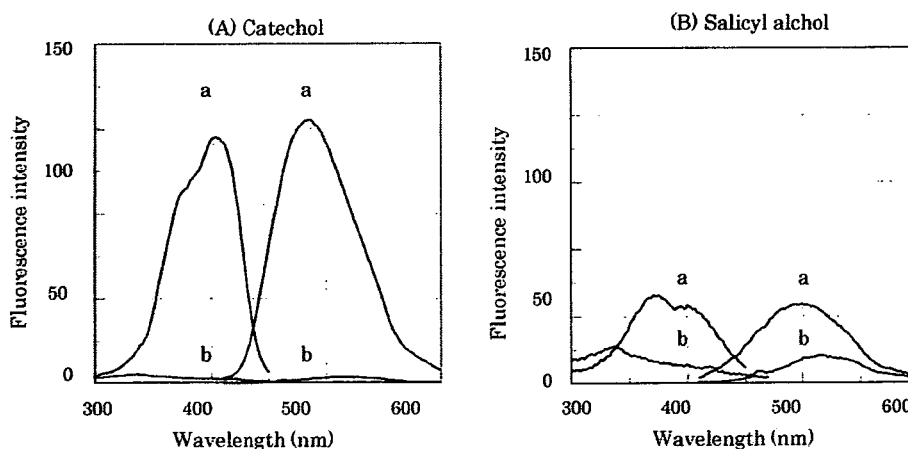 (A) Catechol
150
100
50
0
Fluorescence intensity
a
a
b
b
300
400
500
600
Wavelength (nm)
(B) Salicyl alchol
150
100
50
0
Fluorescence intensity
a
a
b
b
300
400
500
600
Wavelength (nm)